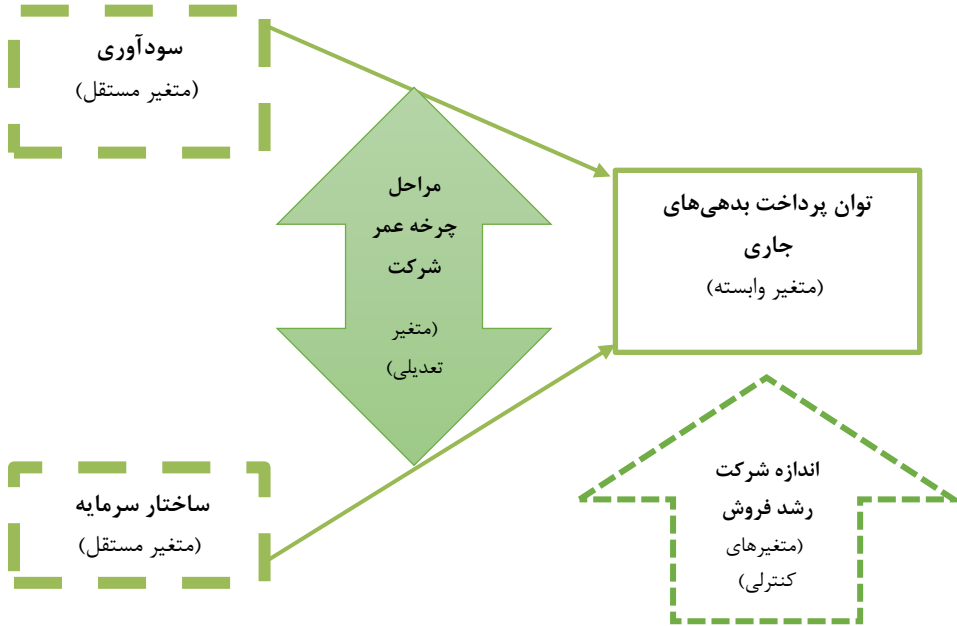 سودآوری
(متغیر مستقل)
مراحل
چرخه عمر
شرکت
(متغیر
تعدیلی)
توان پرداخت بدهی‌های
جاری
(متغیر وابسته)
ساختار سرمایه
(متغیر مستقل)
اندازه شرکت
رشد فروش
(متغیرهای
کنترلی)